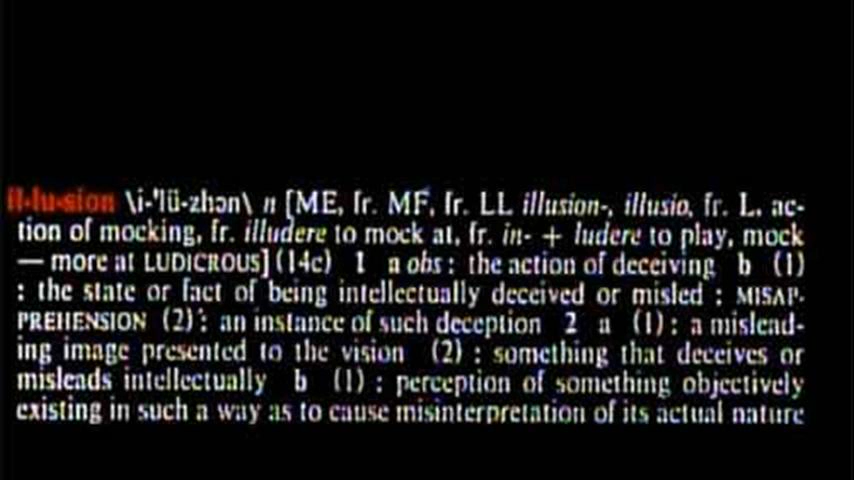 il·lu·sion \i-'lü-zhən\ n [ME, fr. MF, fr. LL illusion-, illusio, fr. L, ac-
tion of mocking, fr. illudere to mock at, fr. in- + ludere to play, mock
— more at LUDICROUS] (14c) 1 a obs : the action of deceiving b (1)
: the state or fact of being intellectually deceived or misled : MISAP-
PREHENSION (2) : an instance of such deception 2 a (1) : a mislead-
ing image presented to the vision (2) : something that deceives or
misleads intellectually b (1) : perception of something objectively
existing in such a way as to cause misinterpretation of its actual nature